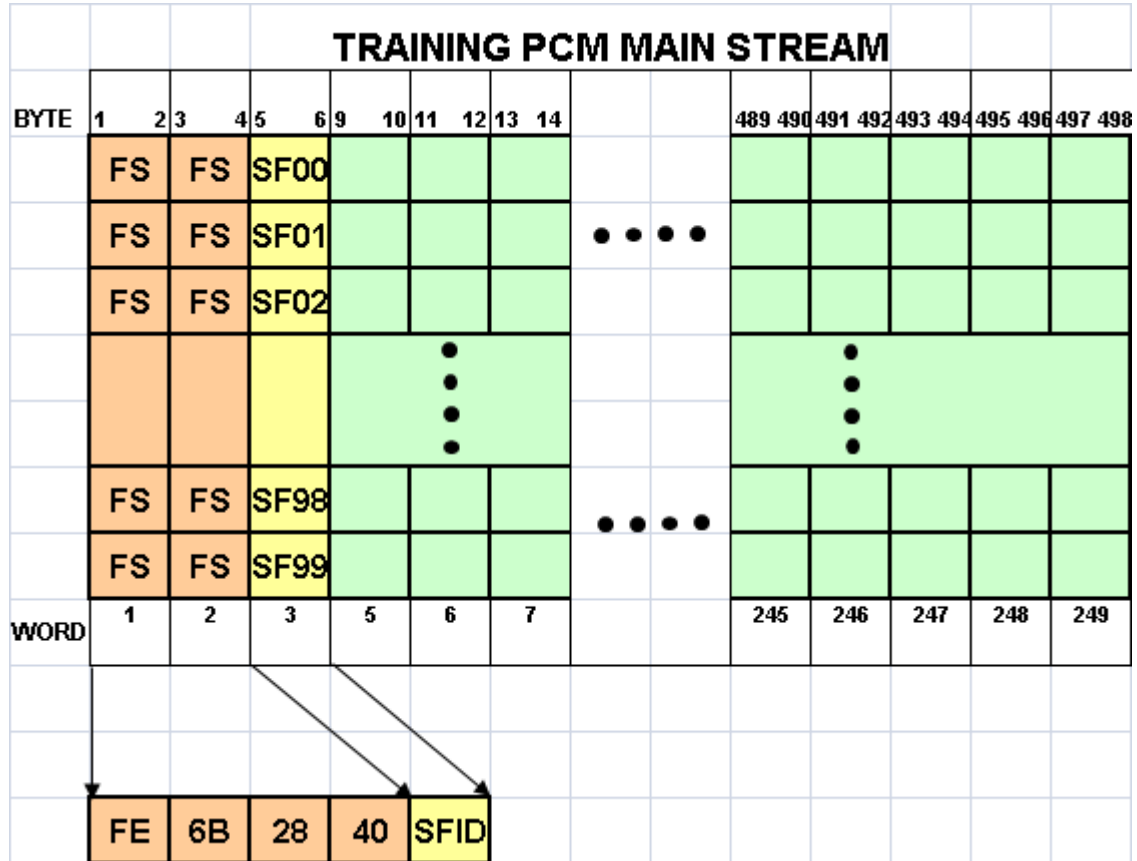 TRAINING PCM MAIN STREAM
BYTE 1 2 3 4 5 6 9 10 11 12 13 14 489 490 491 492 493 494 495 496 497 498
FS FS SF00
FS FS SF01
FS FS SF02
FS FS SF98
FS FS SF99
WORD 1 2 3 5 6 7 245 246 247 248 249
FE 6B 28 40 SFID